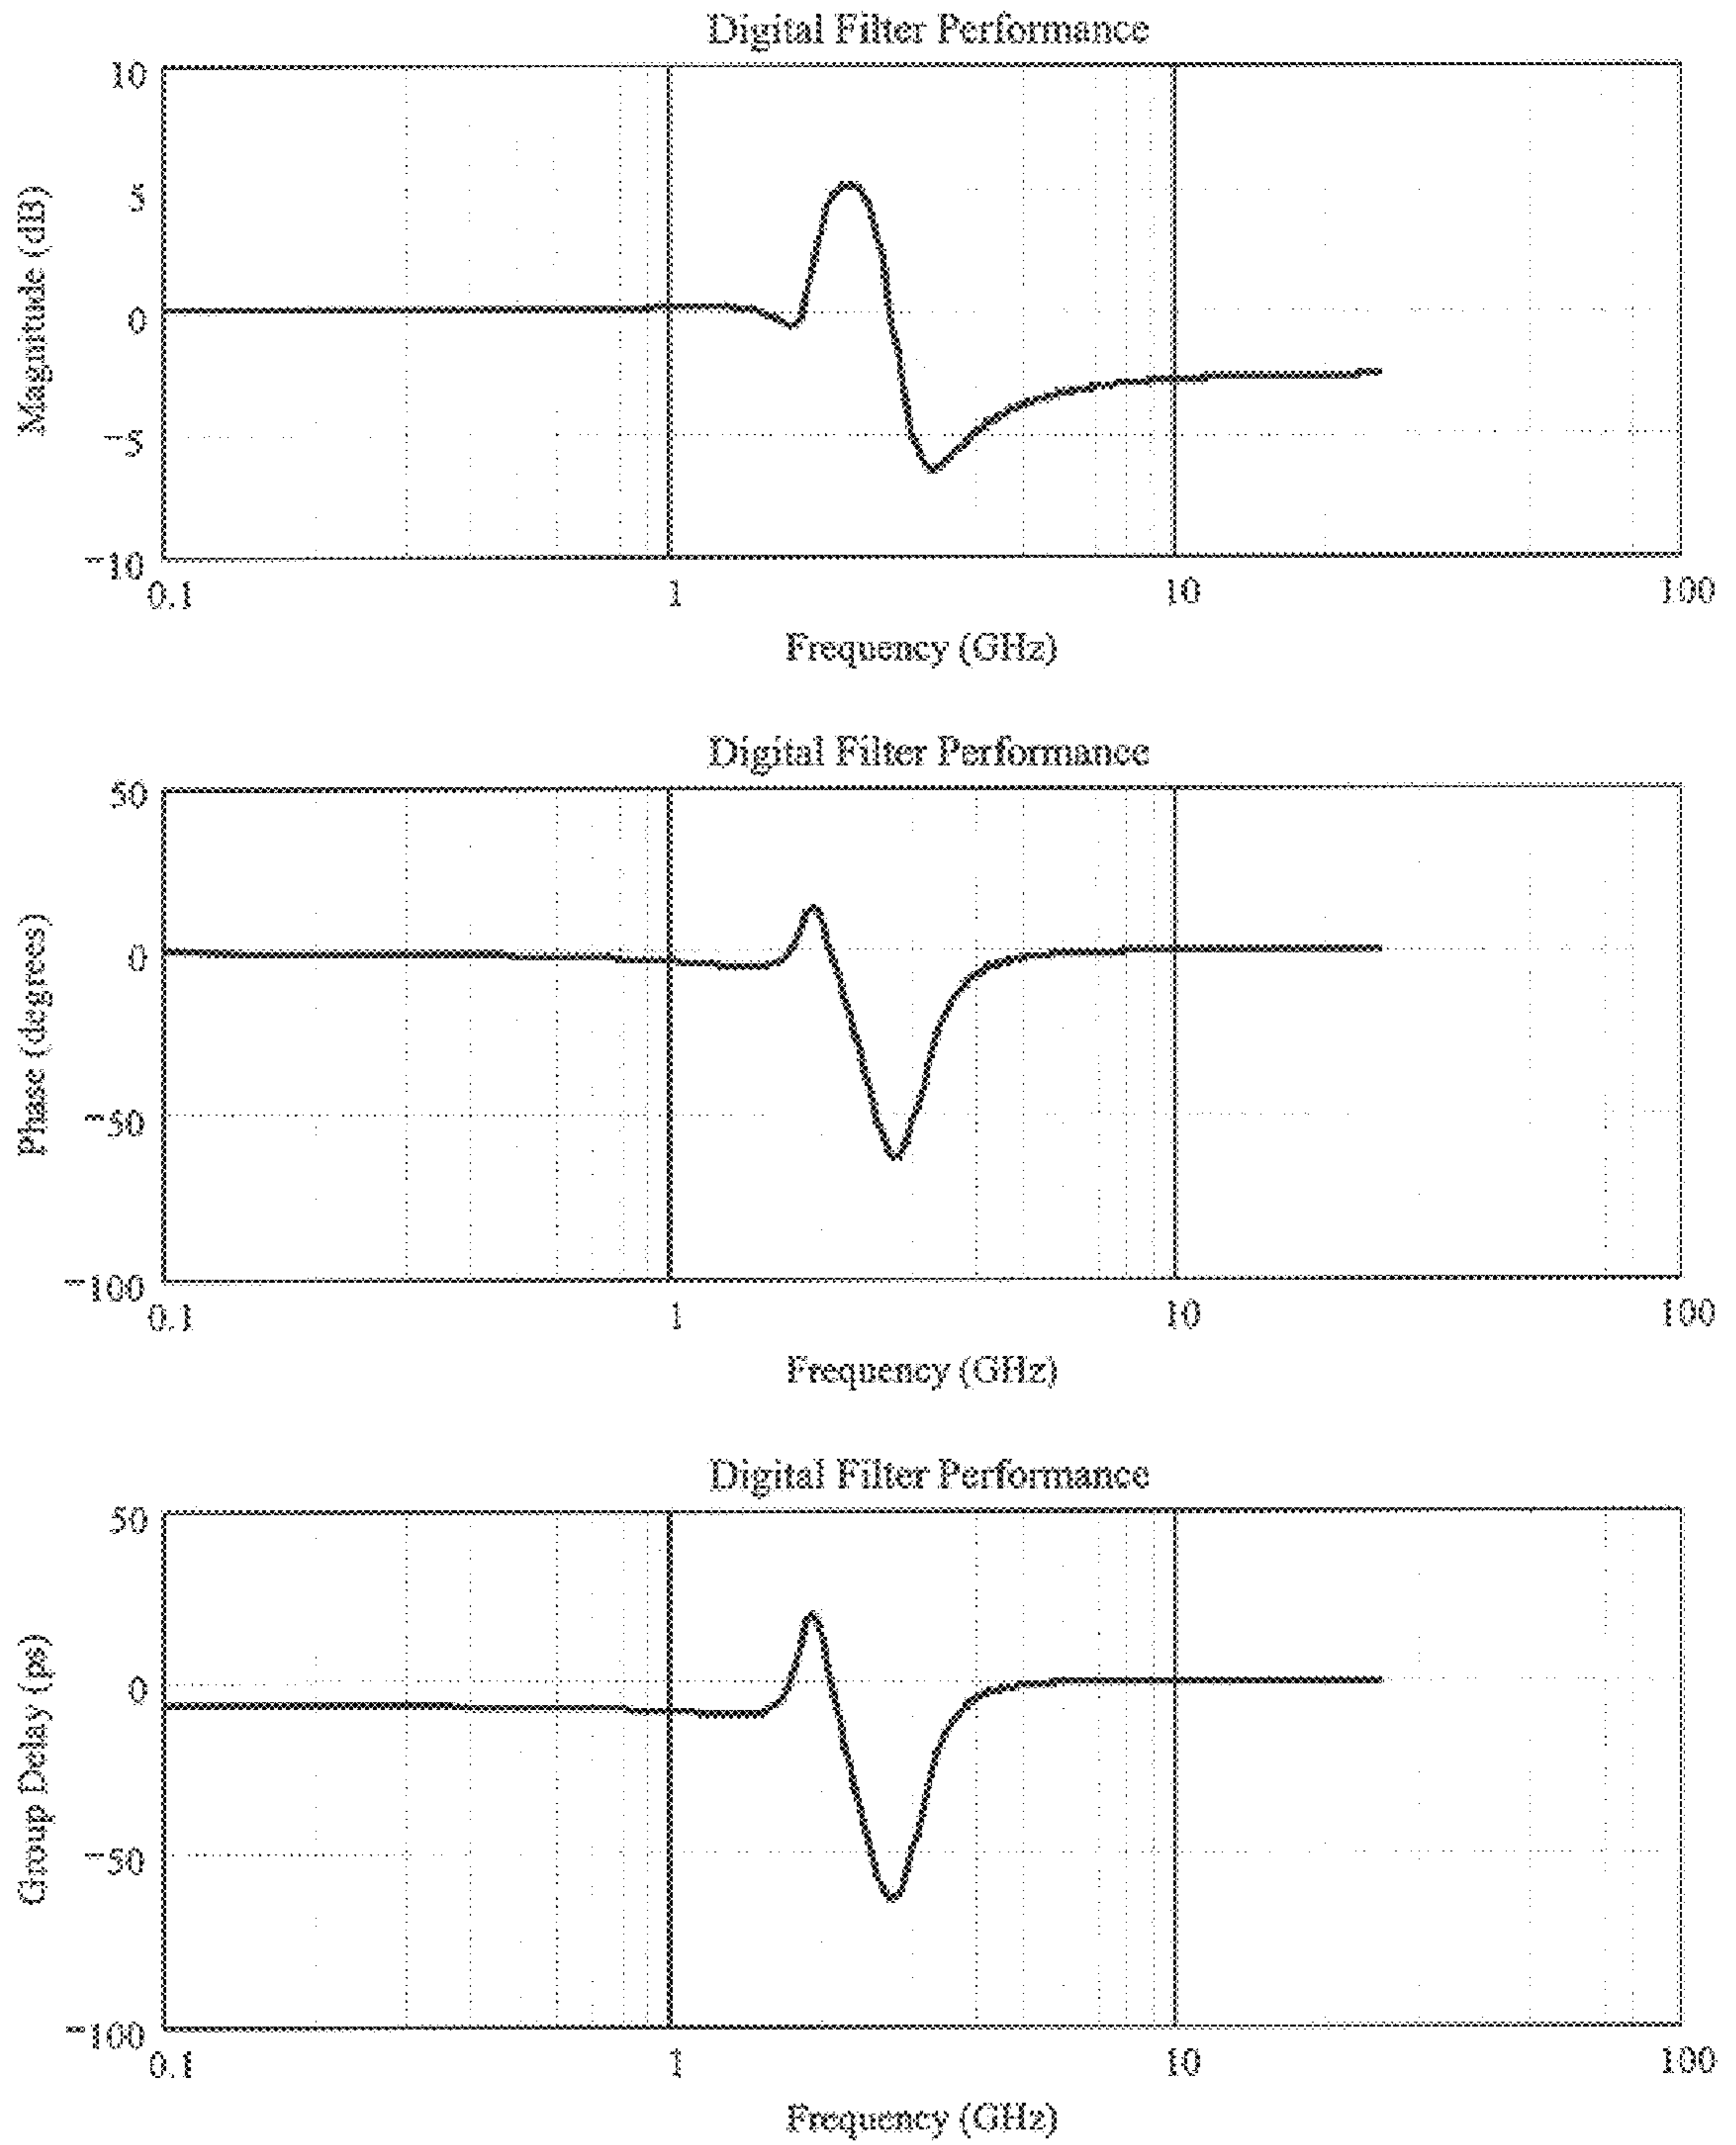 Digital Filter Performance
10
5
0
−5
−10
Magnitude (dB)
0.1
1
10
100
Frequency (GHz)
Digital Filter Performance
50
0
−50
−100
Phase (degrees)
0.1
1
10
100
Frequency (GHz)
Digital Filter Performance
50
0
−50
−100
Group Delay (ps)
0.1
1
10
100
Frequency (GHz)